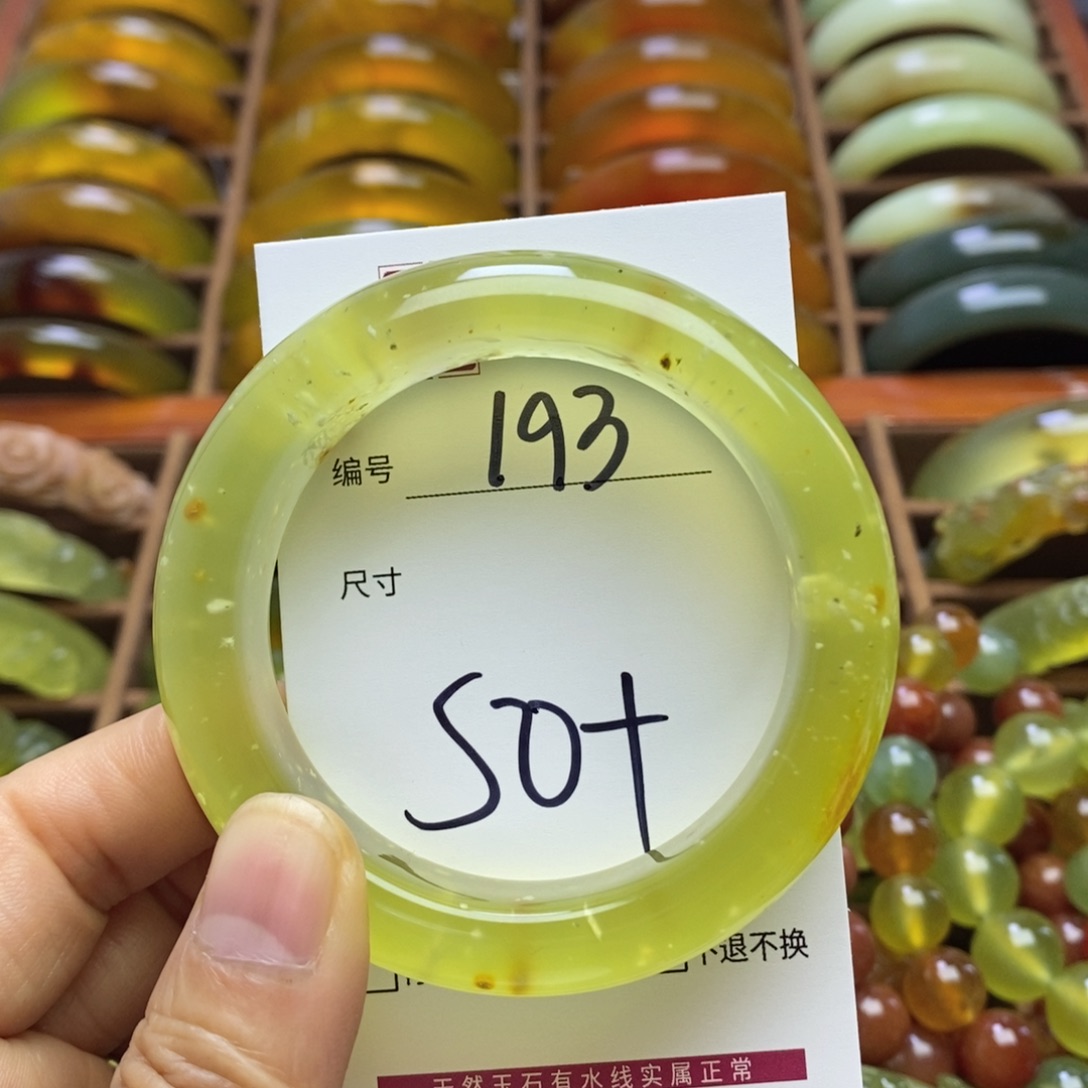 编号 193
尺寸
50+
不退不换
天然玉石有水线实属正常